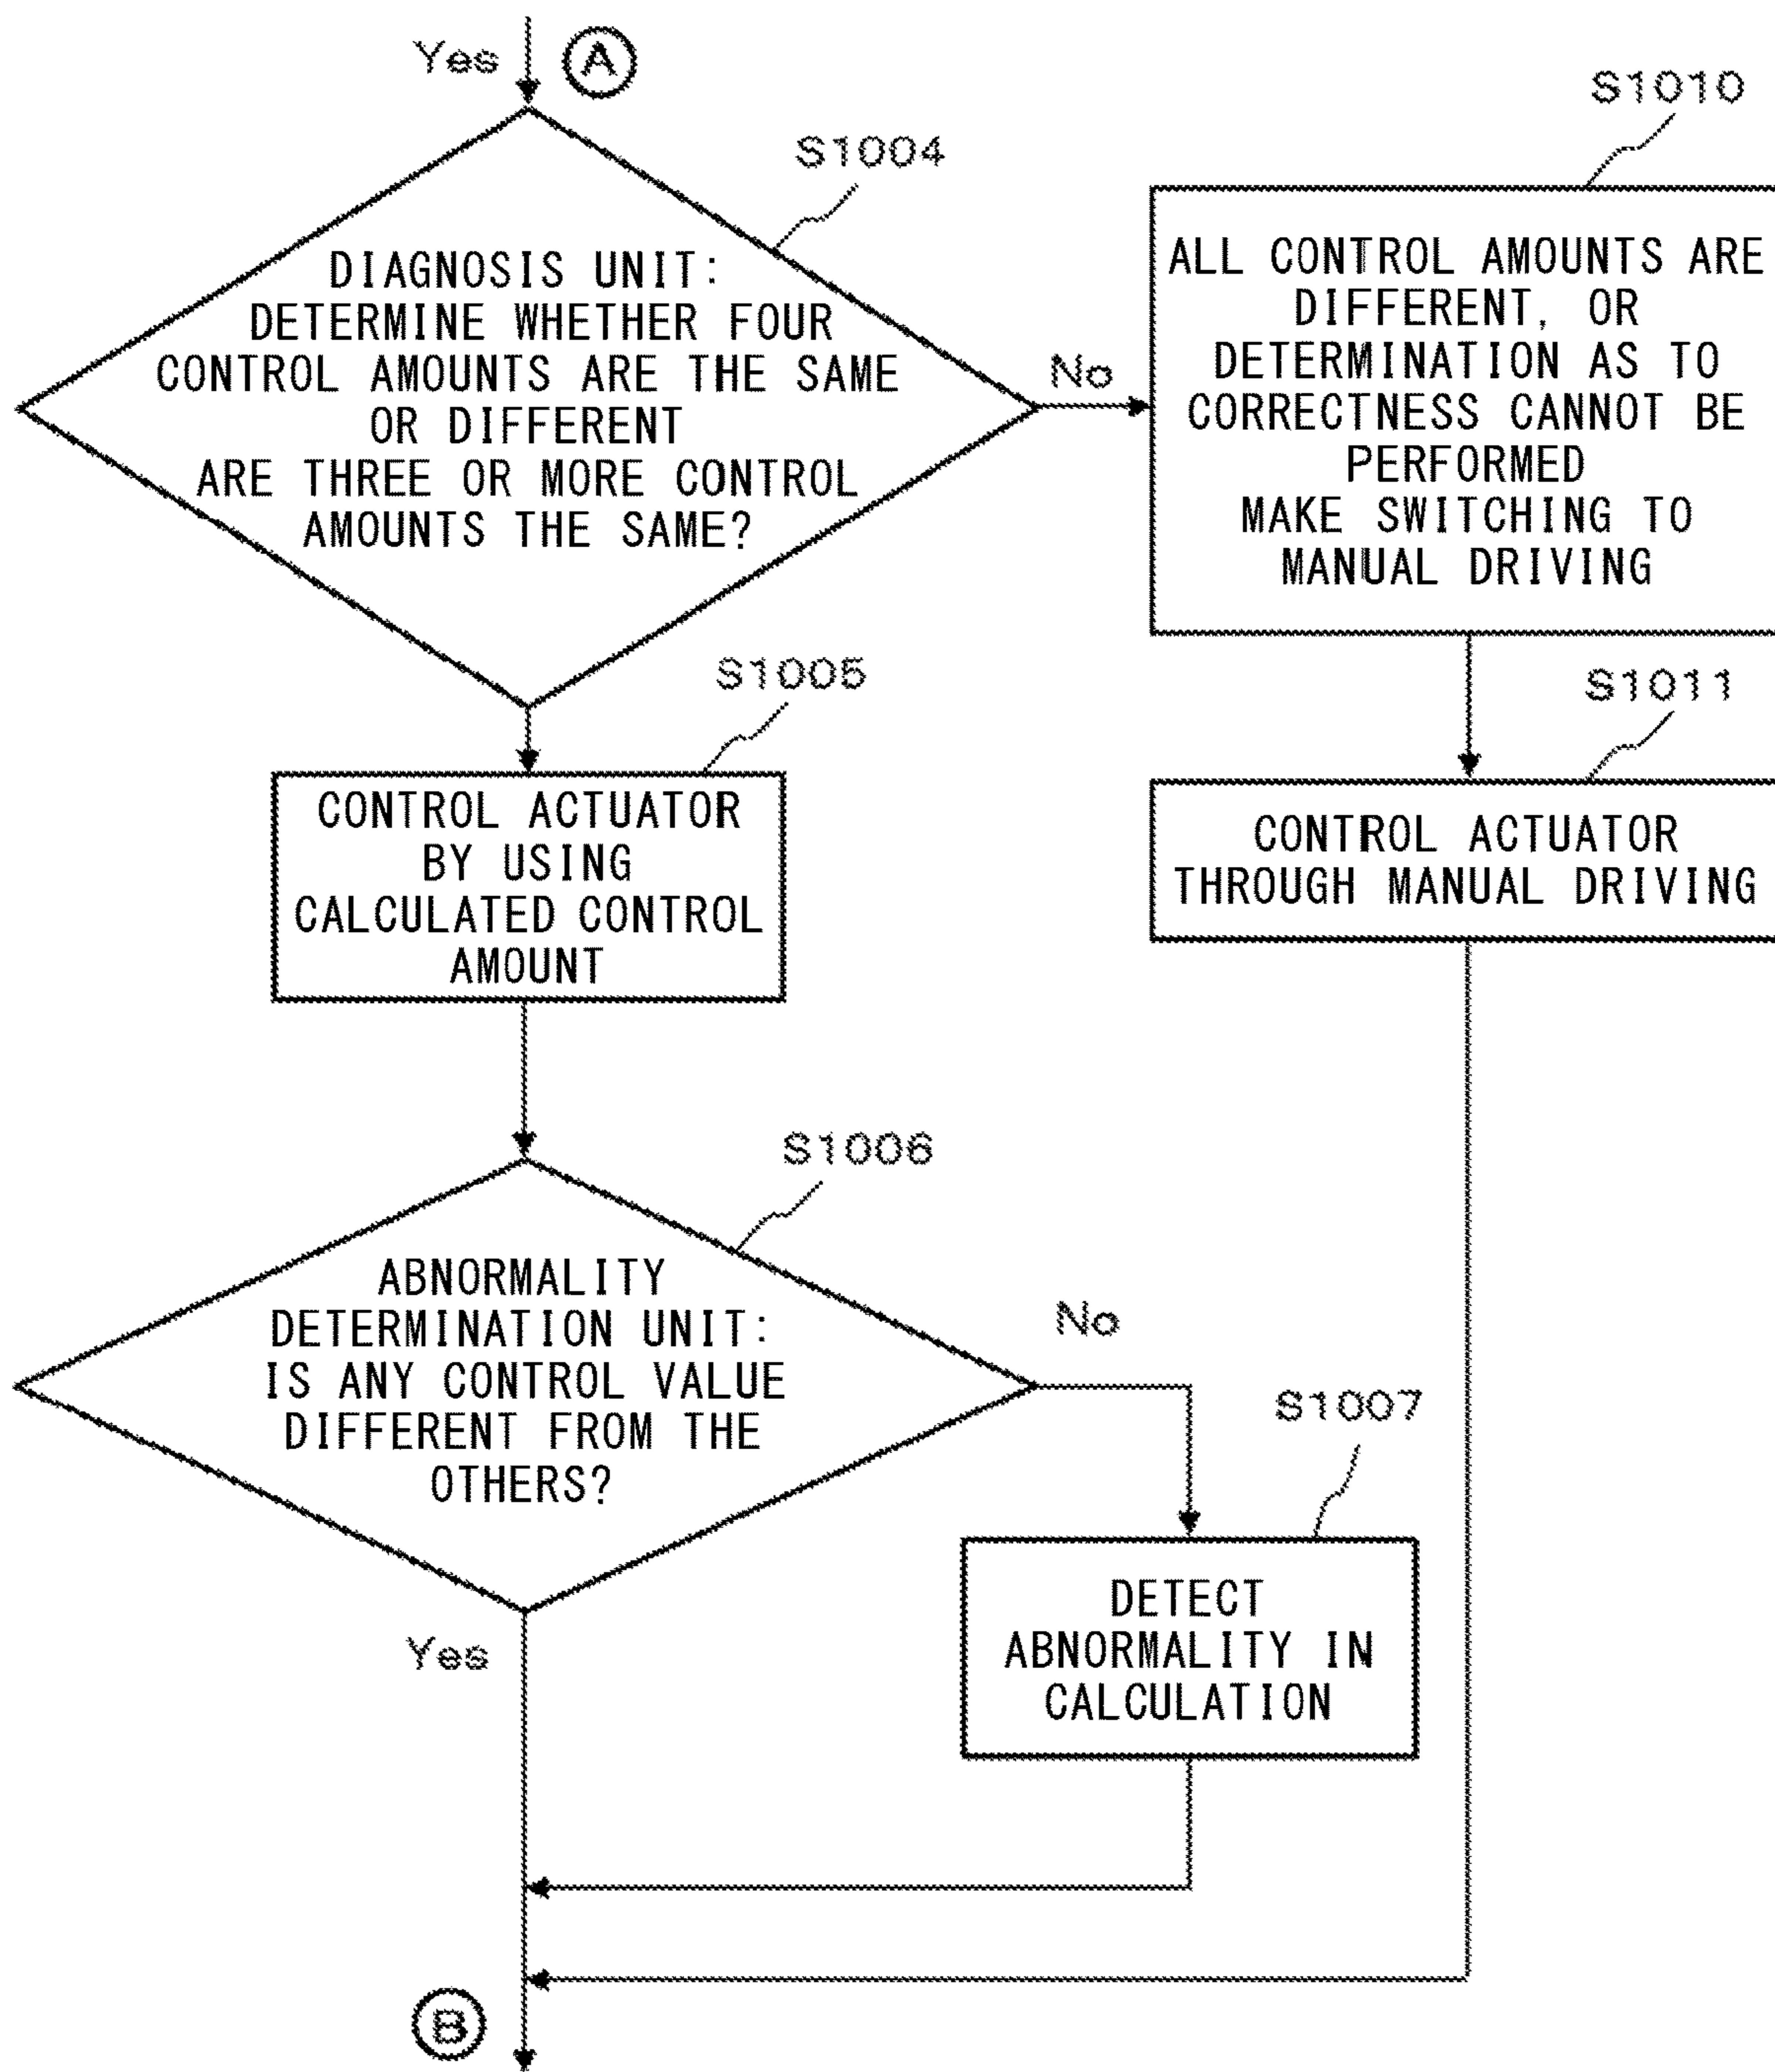 Yes
A
S1004
DIAGNOSIS UNIT:
DETERMINE WHETHER FOUR
CONTROL AMOUNTS ARE THE SAME
OR DIFFERENT
ARE THREE OR MORE CONTROL
AMOUNTS THE SAME?
No
S1010
ALL CONTROL AMOUNTS ARE
DIFFERENT, OR
DETERMINATION AS TO
CORRECTNESS CANNOT BE
PERFORMED
MAKE SWITCHING TO
MANUAL DRIVING
S1005
CONTROL ACTUATOR
BY USING
CALCULATED CONTROL
AMOUNT
S1011
CONTROL ACTUATOR
THROUGH MANUAL DRIVING
S1006
ABNORMALITY
DETERMINATION UNIT:
IS ANY CONTROL VALUE
DIFFERENT FROM THE
OTHERS?
No
S1007
DETECT
ABNORMALITY IN
CALCULATION
Yes
B